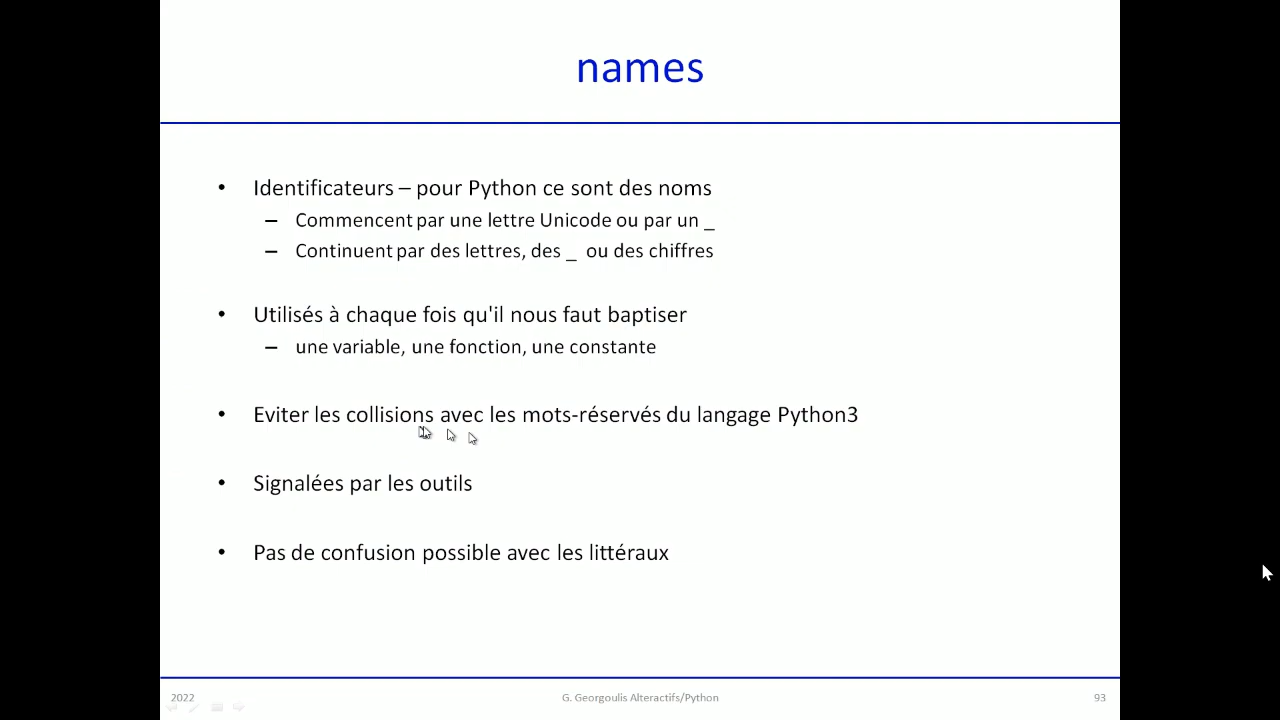 names
• Identificateurs – pour Python ce sont des noms
– Commencent par une lettre Unicode ou par un _
– Continuent par des lettres, des _ ou des chiffres
• Utilisés à chaque fois qu'il nous faut baptiser
– une variable, une fonction, une constante
• Eviter les collisions avec les mots-réservés du langage Python3
• Signalées par les outils
• Pas de confusion possible avec les littéraux
2022
G. Georgoulis Alteractifs/Python
93